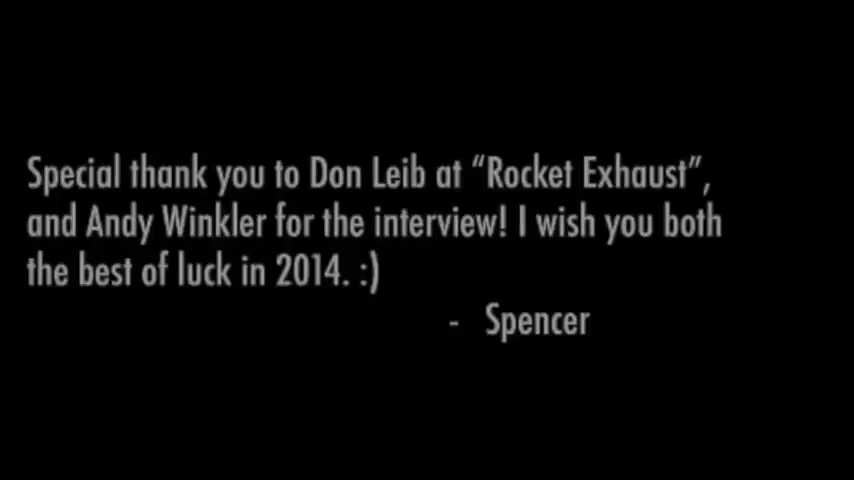 Special thank you to Don Leib at “Rocket Exhaust”,
and Andy Winkler for the interview! I wish you both
the best of luck in 2014. :)
- Spencer